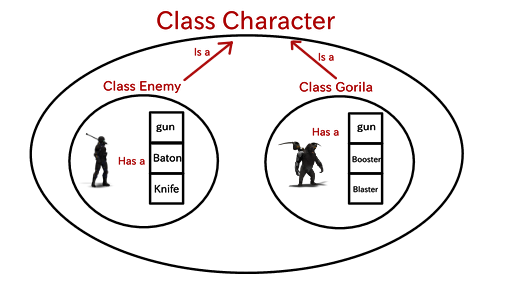 Class Character
Is a
Is a
Class Enemy
Class Gorila
Has a
gun
Baton
Knife
Has a
gun
Booster
Blaster